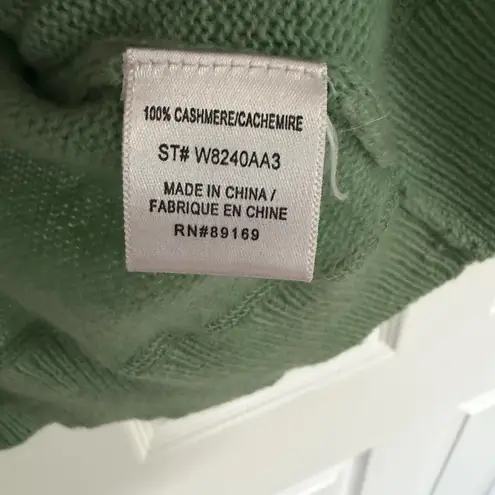 100% CASHMERE/CACHEMIRE
ST# W8240AA3
MADE IN CHINA/
FABRIQUE EN CHINE
RN#89169